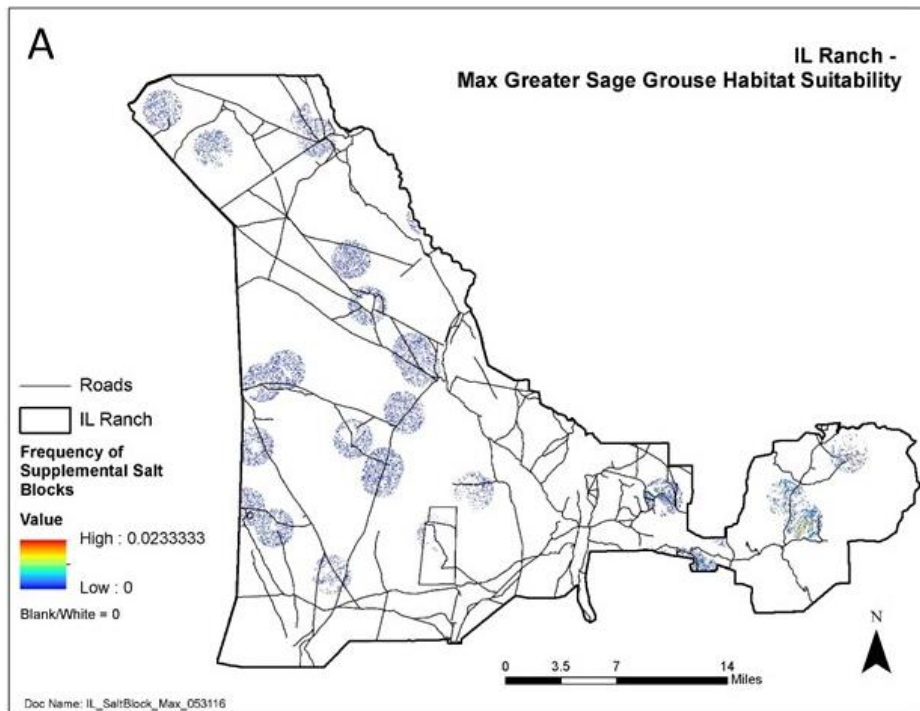 A
IL Ranch -
Max Greater Sage Grouse Habitat Suitability
Roads
IL Ranch
Frequency of
Supplemental Salt
Blocks
Value
High : 0.0233333
Low : 0
Blank/White = 0
N
0 3.5 7 14
Miles
Doc Name: IL_SaltBlock_Max_053116